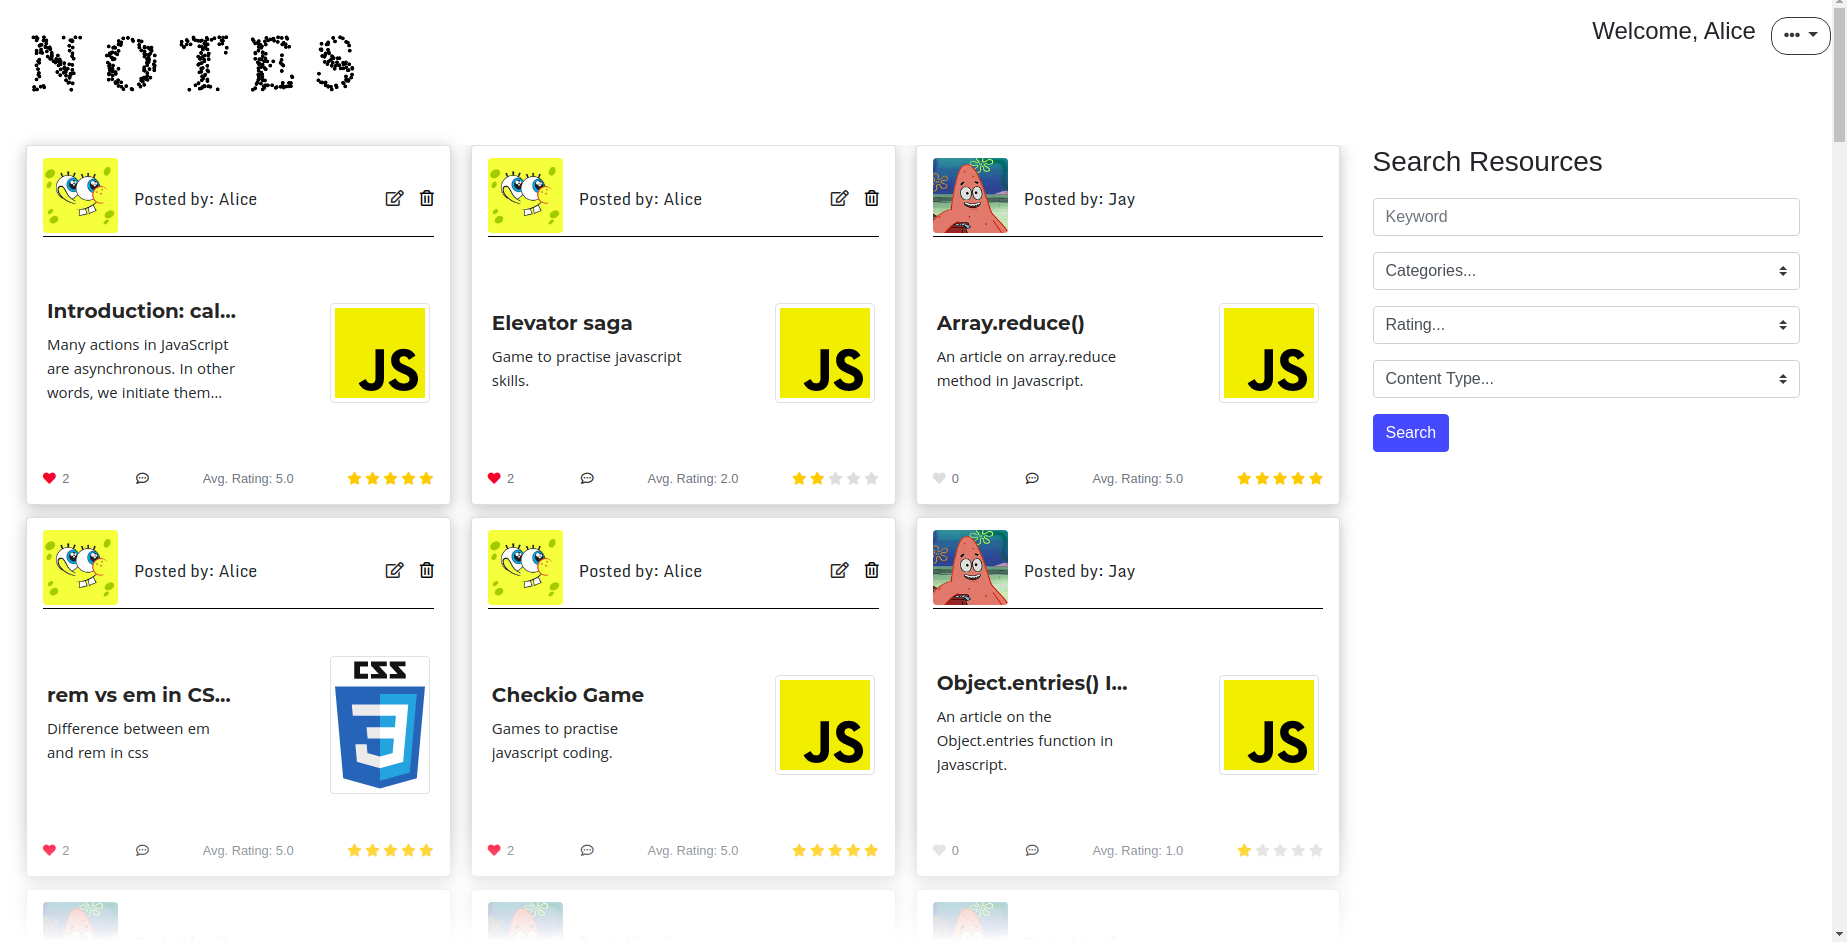 NOTES
Welcome, Alice
Posted by: Alice
Introduction: cal...
Many actions in JavaScript
are asynchronous. In other
words, we initiate them...
JS
2
Avg. Rating: 5.0
Posted by: Alice
Elevator saga
Game to practise javascript
skills.
JS
2
Avg. Rating: 2.0
Posted by: Jay
Array.reduce()
An article on array.reduce
method in Javascript.
JS
0
Avg. Rating: 5.0
Search Resources
Keyword
Categories...
Rating...
Content Type...
Search
Posted by: Alice
rem vs em in CS...
Difference between em
and rem in css
CSS
3
2
Avg. Rating: 5.0
Posted by: Alice
Checkio Game
Games to practise
javascript coding.
JS
2
Avg. Rating: 5.0
Posted by: Jay
Object.entries() I...
An article on the
Object.entries function in
Javascript.
JS
0
Avg. Rating: 1.0